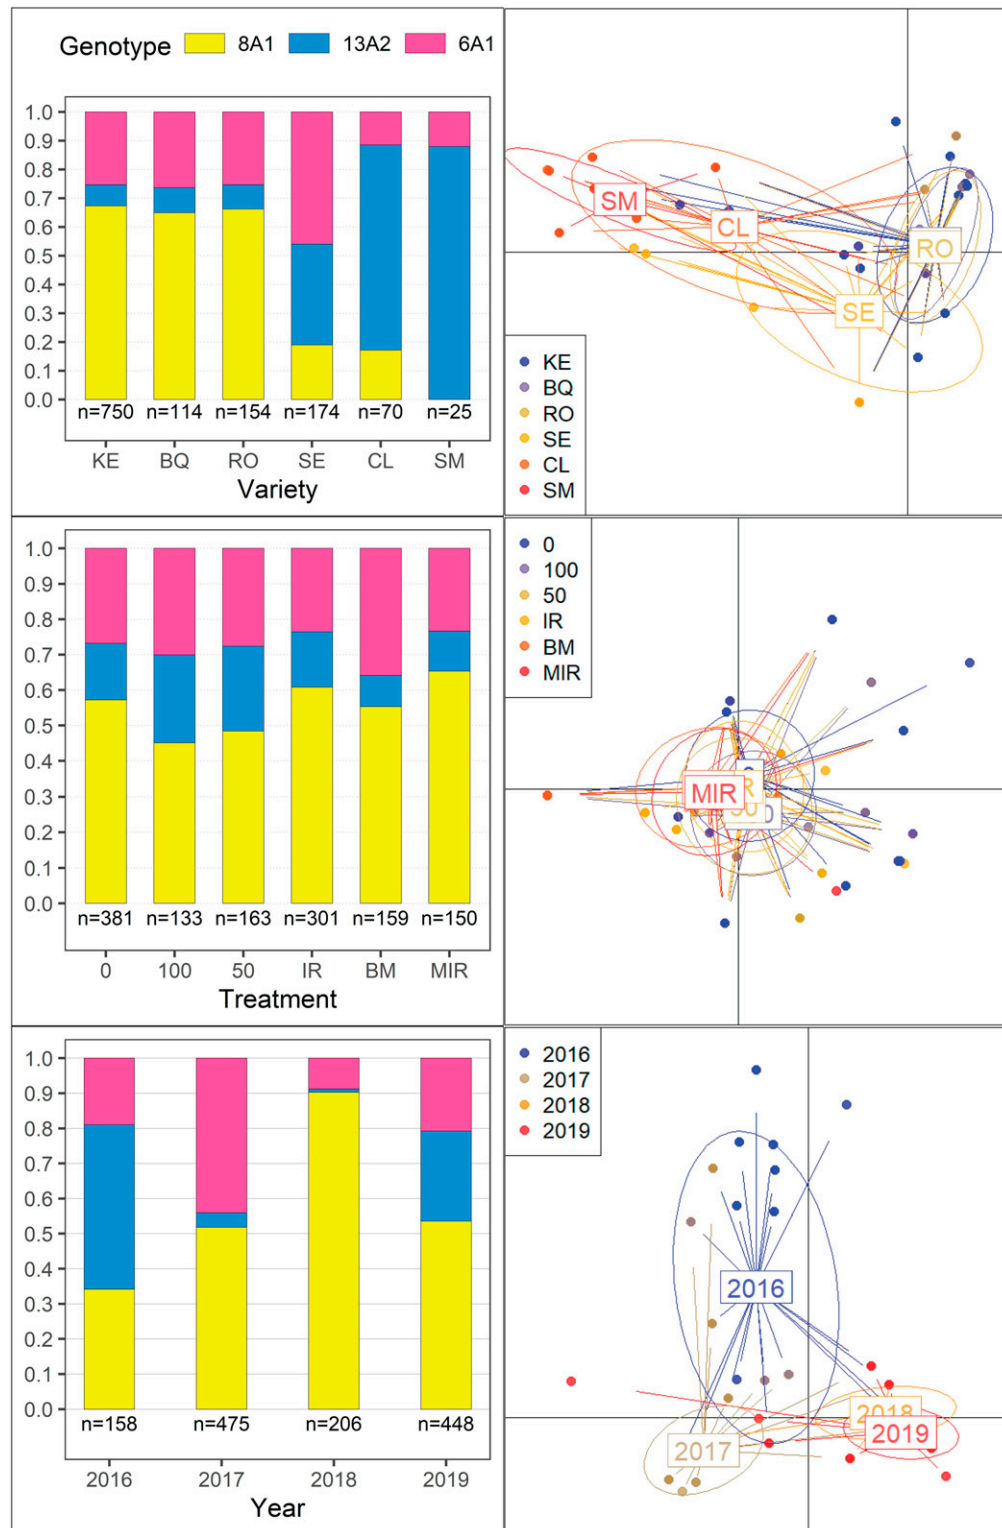 Genotype 8A1 13A2 6A1
1.0
0.9
0.8
0.7
0.6
0.5
0.4
0.3
0.2
0.1
0.0
n=750 n=114 n=154 n=174 n=70 n=25
KE BQ RO SE CL SM
Variety
SM
CL
RO
SE
KE
BQ
RO
SE
CL
SM
1.0
0.9
0.8
0.7
0.6
0.5
0.4
0.3
0.2
0.1
0.0
n=381 n=133 n=163 n=301 n=159 n=150
0 100 50 IR BM MIR
Treatment
0
100
50
IR
BM
MIR
MIR
1.0
0.9
0.8
0.7
0.6
0.5
0.4
0.3
0.2
0.1
0.0
n=158 n=475 n=206 n=448
2016 2017 2018 2019
Year
2016
2017
2018
2019
2016
2018
2019
2017